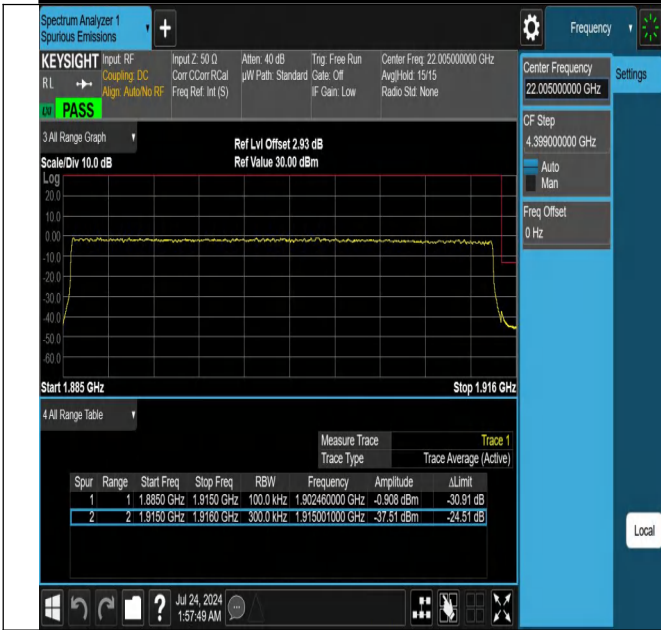 Spectrum Analyzer 1
Spurious Emissions
Frequency
KEYSIGHT
RL
PASS
Input: RF
Coupling: DC
Align: Auto/No RF
Input Z: 50 Ω
Corr CCorr RCal
Freq Ref: Int (S)
Atten: 40 dB
µW Path: Standard
Trig: Free Run
Gate: Off
IF Gain: Low
Center Freq: 22.005000000 GHz
Avg|Hold: 15/15
Radio Std: None
Center Frequency
22.005000000 GHz
Settings
CF Step
4.399000000 GHz
Auto
Man
Freq Offset
0 Hz
3 All Range Graph
Scale/Div 10.0 dB
Ref Lvl Offset 2.93 dB
Ref Value 30.00 dBm
Log
20.0
10.0
0.00
-10.0
-20.0
-30.0
-40.0
-50.0
-60.0
Start 1.885 GHz
Stop 1.916 GHz
4 All Range Table
Measure Trace Trace 1
Trace Type Trace Average (Active)
Spur Range Start Freq Stop Freq RBW Frequency Amplitude ΔLimit
1 1 1.8850 GHz 1.9150 GHz 100.0 kHz 1.902460000 GHz -0.908 dBm -30.91 dB
2 2 1.9150 GHz 1.9160 GHz 300.0 kHz 1.915001000 GHz -37.51 dBm -24.51 dB
Local
Jul 24, 2024
1:57:49 AM